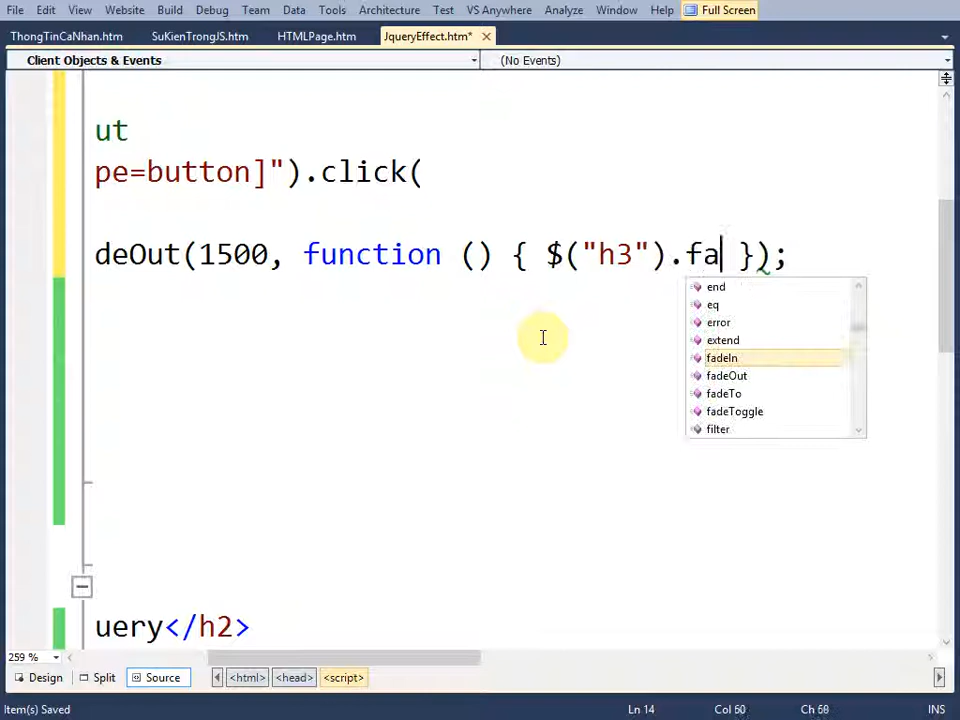 File Edit View Website Build Debug Team Data Tools Architecture Test VS Anywhere Analyze Window Help Full Screen
ThongTinCaNhan.htm SuKienTrongJS.htm HTMLPage.htm JqueryEffect.htm*
Client Objects & Events (No Events)
ut
pe=button]").click(
deOut(1500, function () { $("h3").fa });
end
eq
error
extend
fadeIn
fadeOut
fadeTo
fadeToggle
filter
uery</h2>
259 %
Design Split Source <html> <head> <script>
Item(s) Saved Ln 14 Col 60 Ch 58 INS